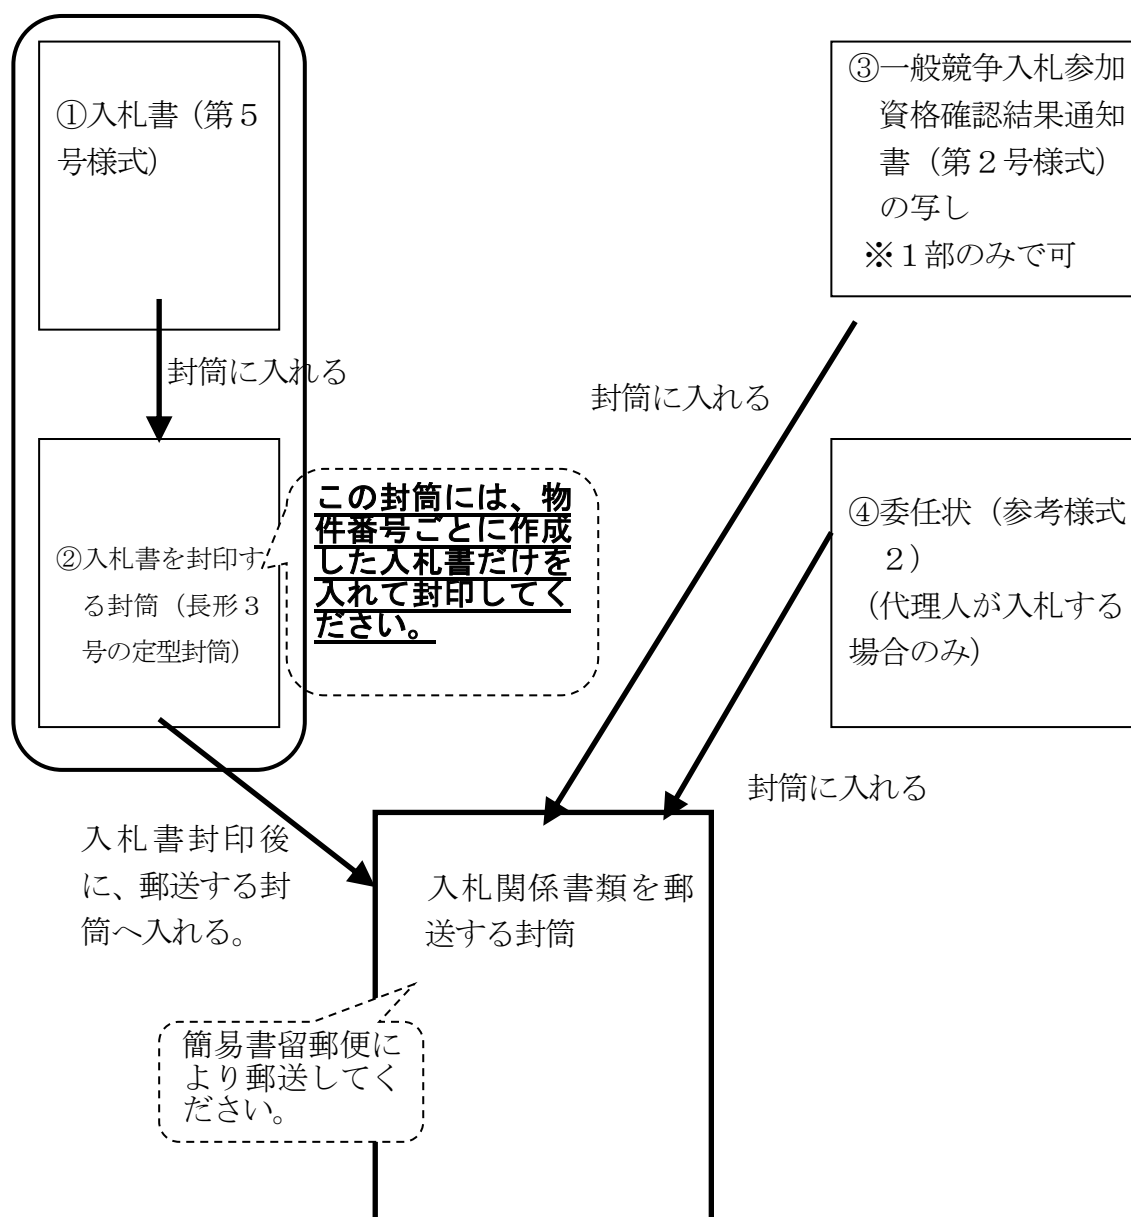 ①入札書（第５
号様式）
封筒に入れる
②入札書を封印す
る封筒（長形３
号の定型封筒）
この封筒には、物
件番号ごとに作成
した入札書だけを
入れて封印してく
ださい。
③一般競争入札参加
資格確認結果通知
書（第２号様式）
の写し
※１部のみで可
封筒に入れる
④委任状（参考様式
２）
（代理人が入札する
場合のみ）
封筒に入れる
入札書封印後
に、郵送する封
筒へ入れる。
入札関係書類を郵
送する封筒
簡易書留郵便に
より郵送してく
ださい。